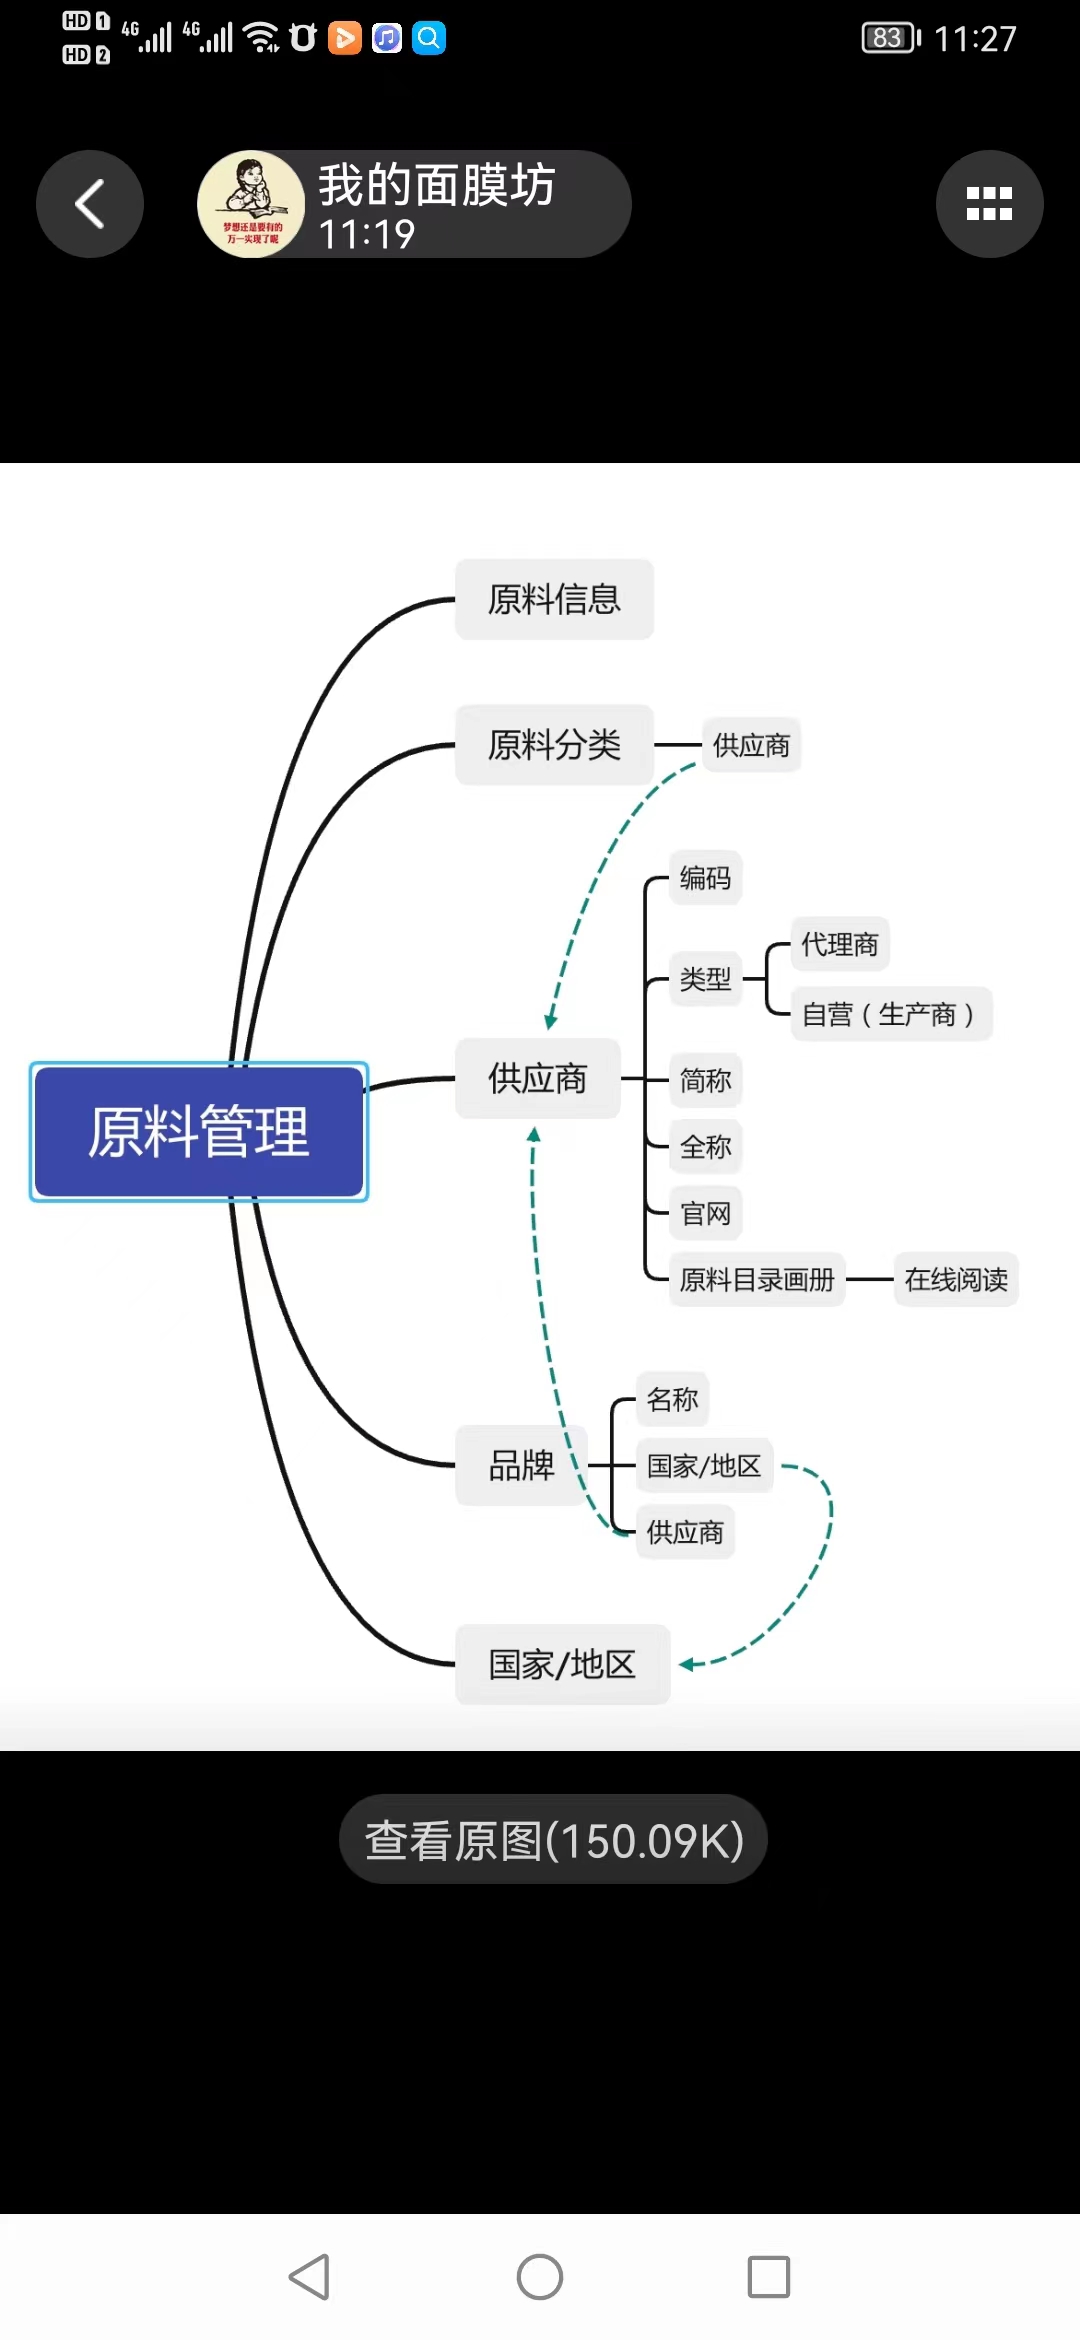 HD 1 4G 4G 83 11:27
HD 2
我的面膜坊
11:19
梦想还是要有的
万一实现了呢
原料信息
原料分类
供应商
编码
代理商
类型
自营（生产商）
供应商
简称
原料管理
全称
官网
原料目录画册
在线阅读
名称
品牌
国家/地区
供应商
国家/地区
查看原图(150.09K)